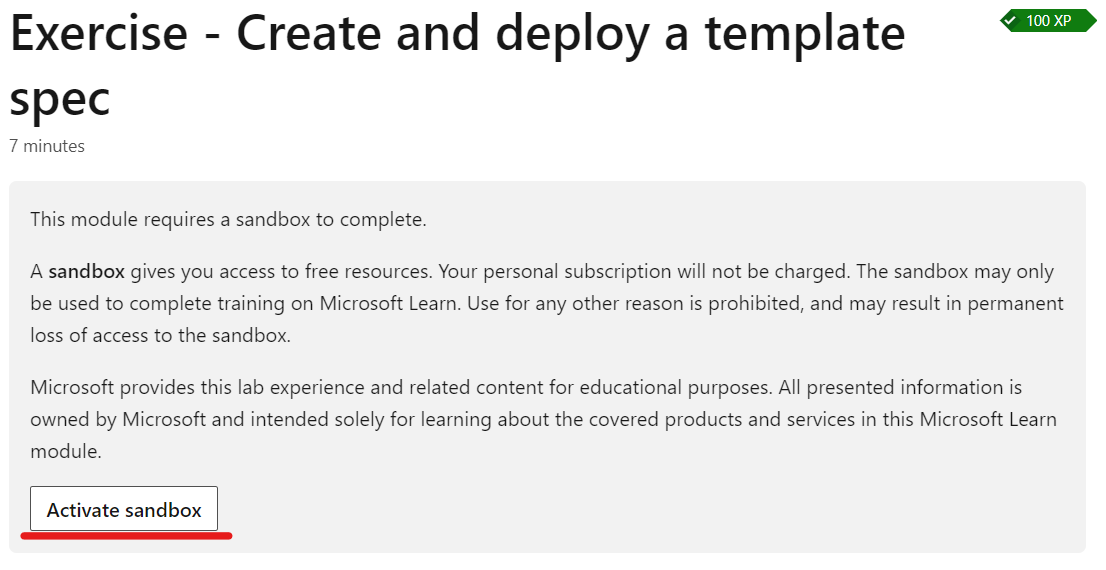 Exercise - Create and deploy a template
100 XP
spec
7 minutes
This module requires a sandbox to complete.
A sandbox gives you access to free resources. Your personal subscription will not be charged. The sandbox may only
be used to complete training on Microsoft Learn. Use for any other reason is prohibited, and may result in permanent
loss of access to the sandbox.
Microsoft provides this lab experience and related content for educational purposes. All presented information is
owned by Microsoft and intended solely for learning about the covered products and services in this Microsoft Learn
module.
Activate sandbox